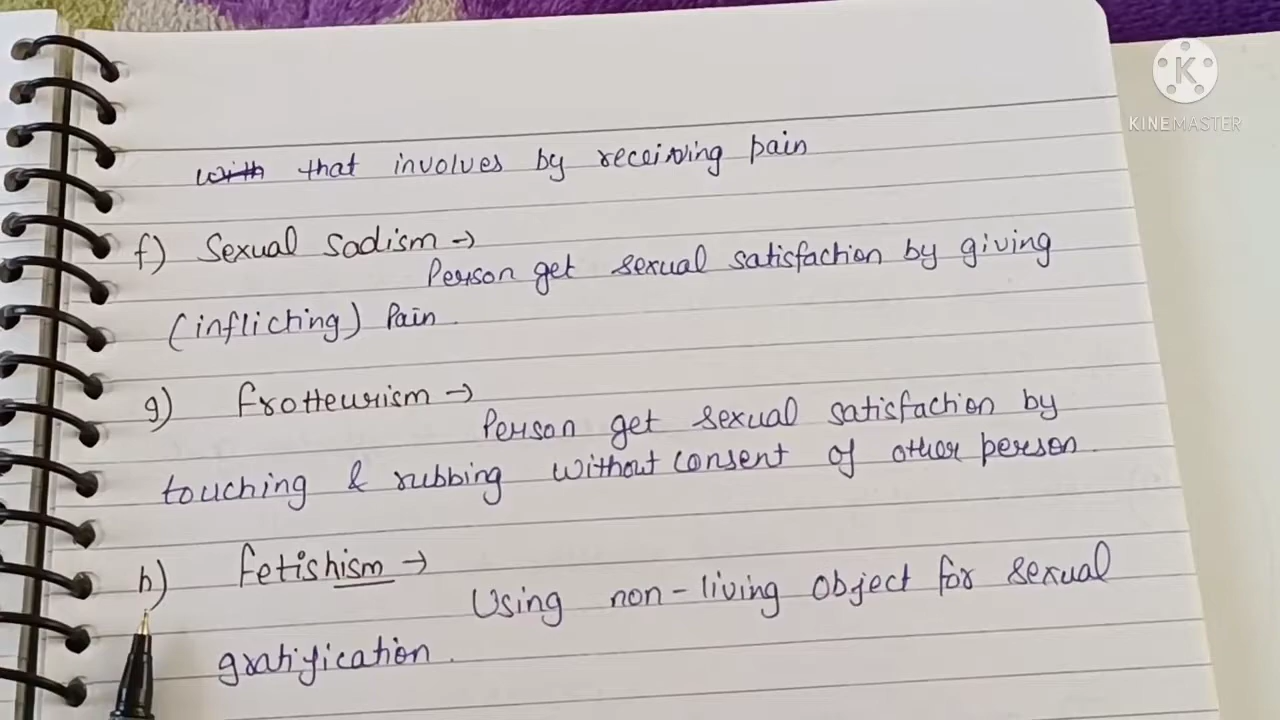 with that involves by receiving pain
f) Sexual Sadism →
Person get sexual satisfaction by giving
(inflicting) Pain.
g) Frotteurism →
Person get sexual satisfaction by
touching & rubbing without consent of other person.
h) Fetishism →
Using non-living object for sexual
gratification.
K
KINEMASTER